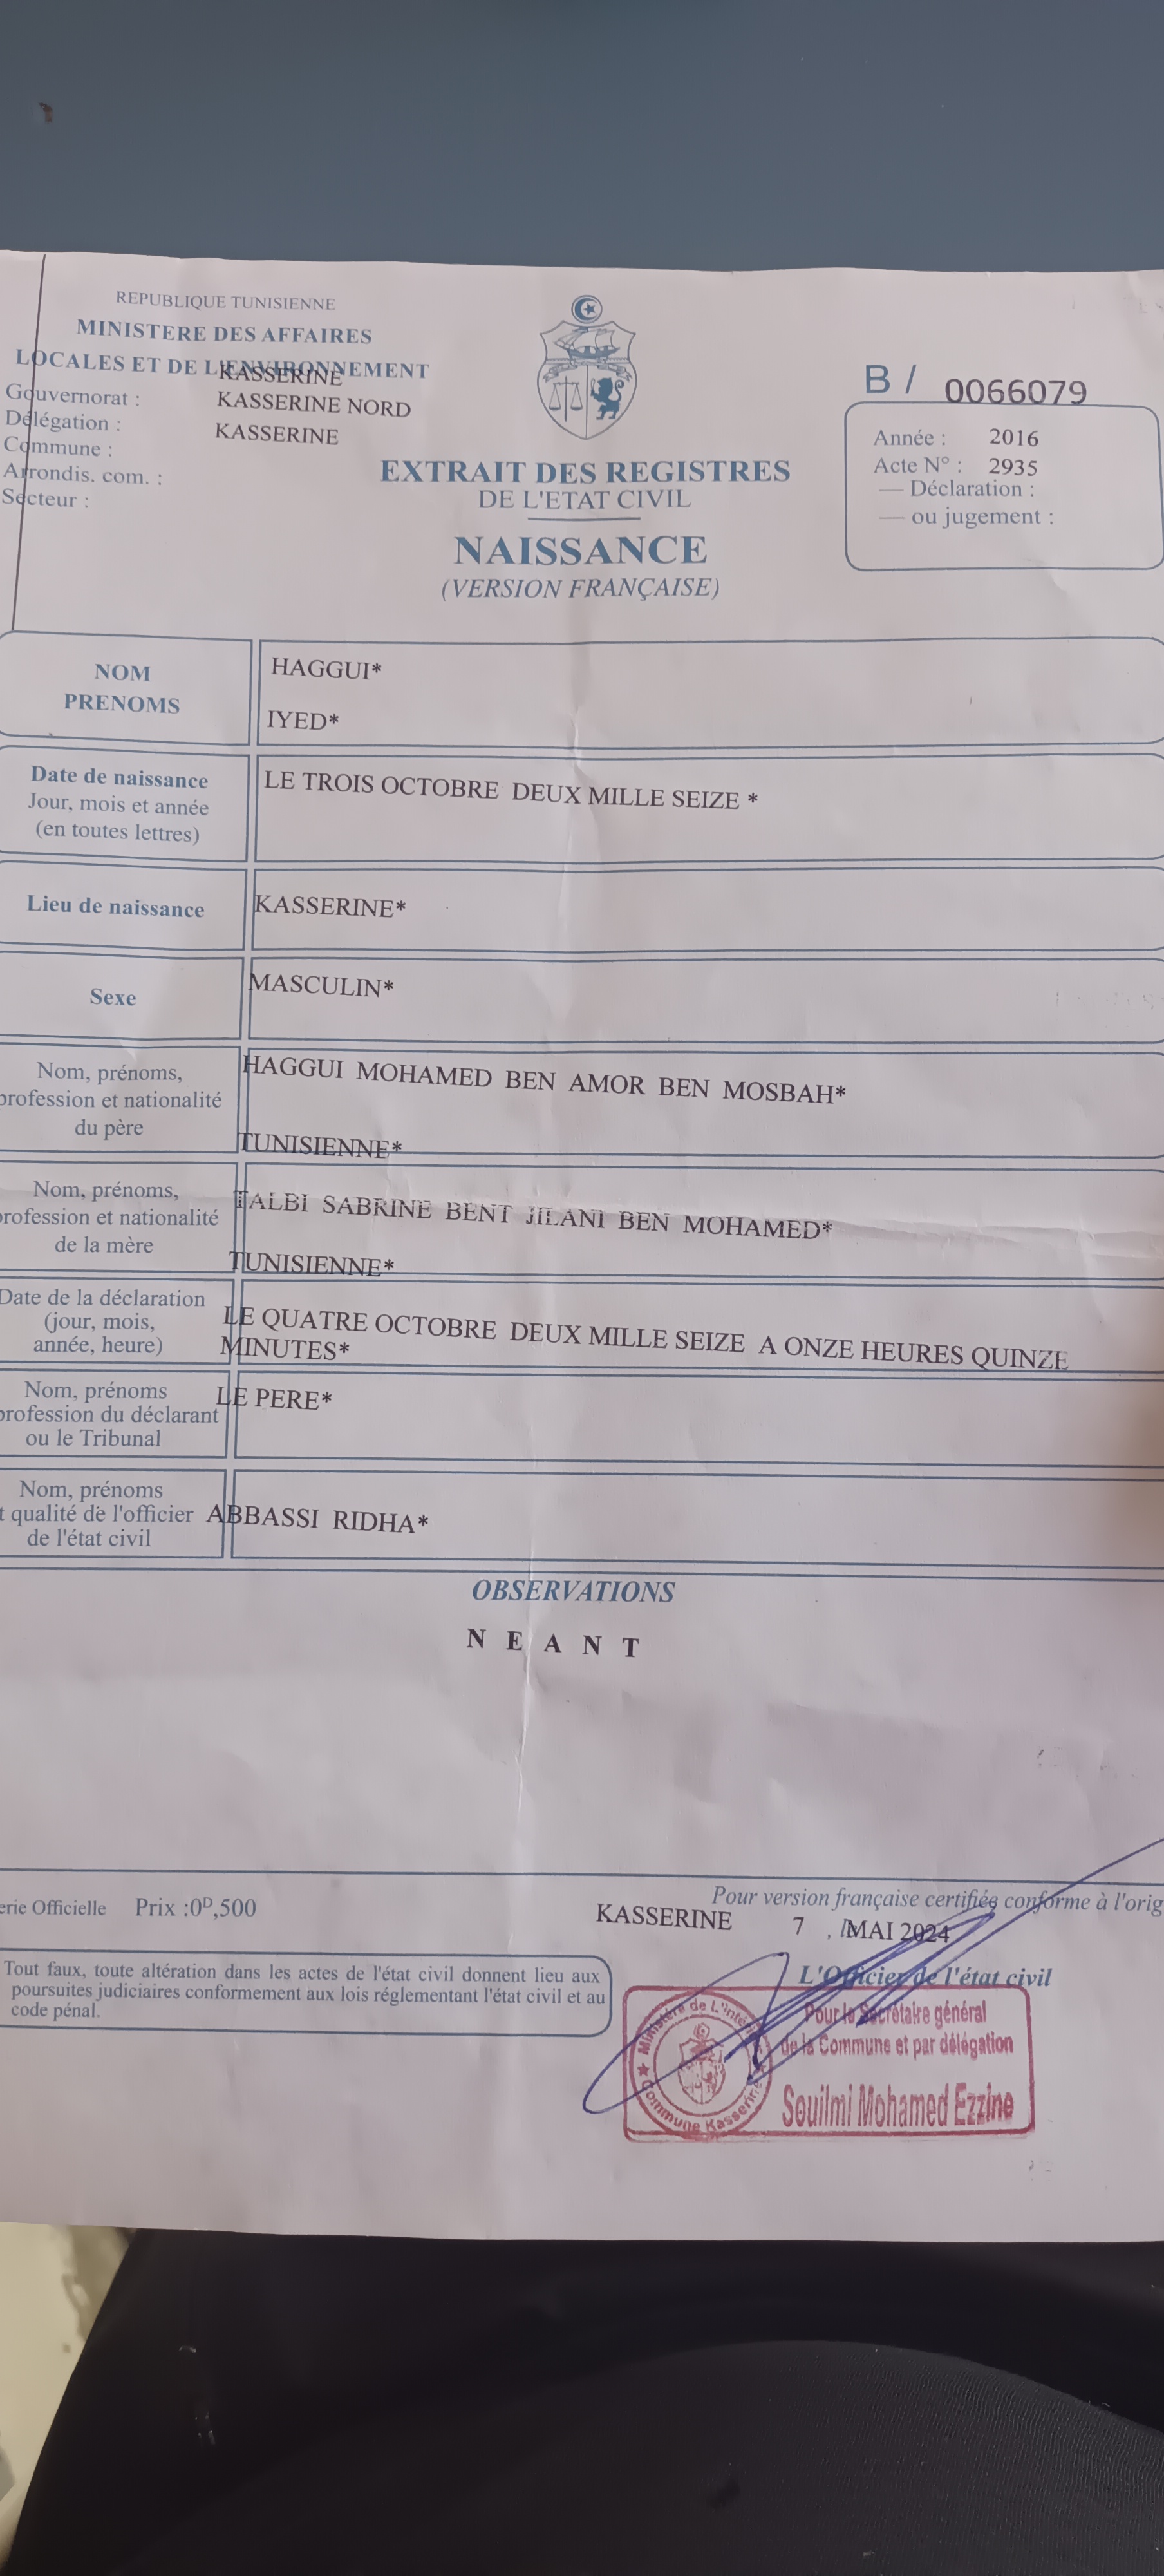 REPUBLIQUE TUNISIENNE
MINISTERE DES AFFAIRES
LOCALES ET DE L'ENVIRONNEMENT
Gouvernorat : KASSERINE
Délégation : KASSERINE NORD
Commune : KASSERINE
Arrondis. com. :
Secteur :
B / 0066079
Année : 2016
Acte N° : 2935
— Déclaration :
— ou jugement :
EXTRAIT DES REGISTRES
DE L'ETAT CIVIL
NAISSANCE
(VERSION FRANÇAISE)
NOM
PRENOMS
HAGGUI*
IYED*
Date de naissance
Jour, mois et année
(en toutes lettres)
LE TROIS OCTOBRE DEUX MILLE SEIZE *
Lieu de naissance
KASSERINE*
Sexe
MASCULIN*
Nom, prénoms,
profession et nationalité
du père
HAGGUI MOHAMED BEN AMOR BEN MOSBAH*
TUNISIENNE*
Nom, prénoms,
rofession et nationalité
de la mère
TALBI SABRINE BENT JILANI BEN MOHAMED*
TUNISIENNE*
Date de la déclaration
(jour, mois,
année, heure)
LE QUATRE OCTOBRE DEUX MILLE SEIZE A ONZE HEURES QUINZE
MINUTES*
Nom, prénoms
profession du déclarant
ou le Tribunal
LE PERE*
Nom, prénoms
t qualité de l'officier
de l'état civil
ABBASSI RIDHA*
OBSERVATIONS
N E A N T
erie Officielle Prix :0ᴰ,500
Pour version française certifiée conforme à l'orig
KASSERINE 7 , MAI 2024
L'Officier de l'état civil
Tout faux, toute altération dans les actes de l'état civil donnent lieu aux
poursuites judiciaires conformement aux lois réglementant l'état civil et au
code pénal.
Pour le Secrétaire général
de la Commune et par délégation
Souilmi Mohamed Ezzine
Ministère de L'inté
Commune Kasserine